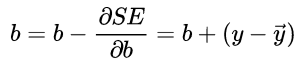 b = b − ∂SE/∂b = b + (y − y⃗)